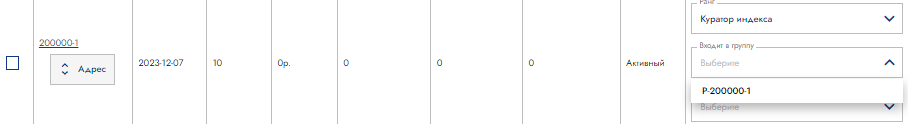 Ранг
Куратор индекса
200000-1
Адрес
2023-12-07
10
0р.
0
0
0
Активный
Входит в группу
Выберите
P-200000-1
Выберите